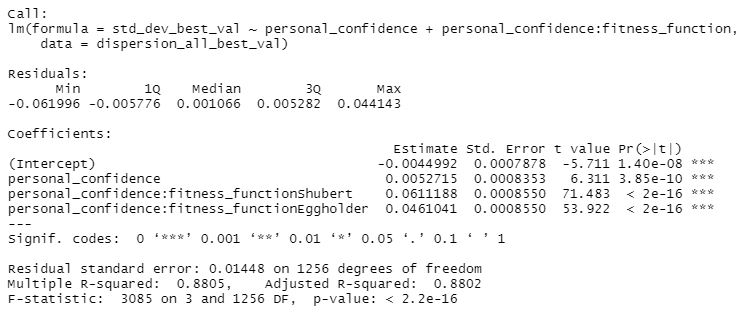 Call:
lm(formula = std_dev_best_val ~ personal_confidence + personal_confidence:fitness_function,
    data = dispersion_all_best_val)
Residuals:
      Min        1Q    Median        3Q       Max
-0.061996 -0.005776  0.001066  0.005282  0.044143
Coefficients:
                                                Estimate Std. Error t value Pr(>|t|)
(Intercept)                                   -0.0044992  0.0007878  -5.711 1.40e-08 ***
personal_confidence                            0.0052715  0.0008353   6.311 3.85e-10 ***
personal_confidence:fitness_functionShubert    0.0611188  0.0008550  71.483  < 2e-16 ***
personal_confidence:fitness_functionEggholder  0.0461041  0.0008550  53.922  < 2e-16 ***
---
Signif. codes:  0 ‘***’ 0.001 ‘**’ 0.01 ‘*’ 0.05 ‘.’ 0.1 ‘ ’ 1
Residual standard error: 0.01448 on 1256 degrees of freedom
Multiple R-squared:  0.8805,	Adjusted R-squared:  0.8802
F-statistic:  3085 on 3 and 1256 DF,  p-value: < 2.2e-16